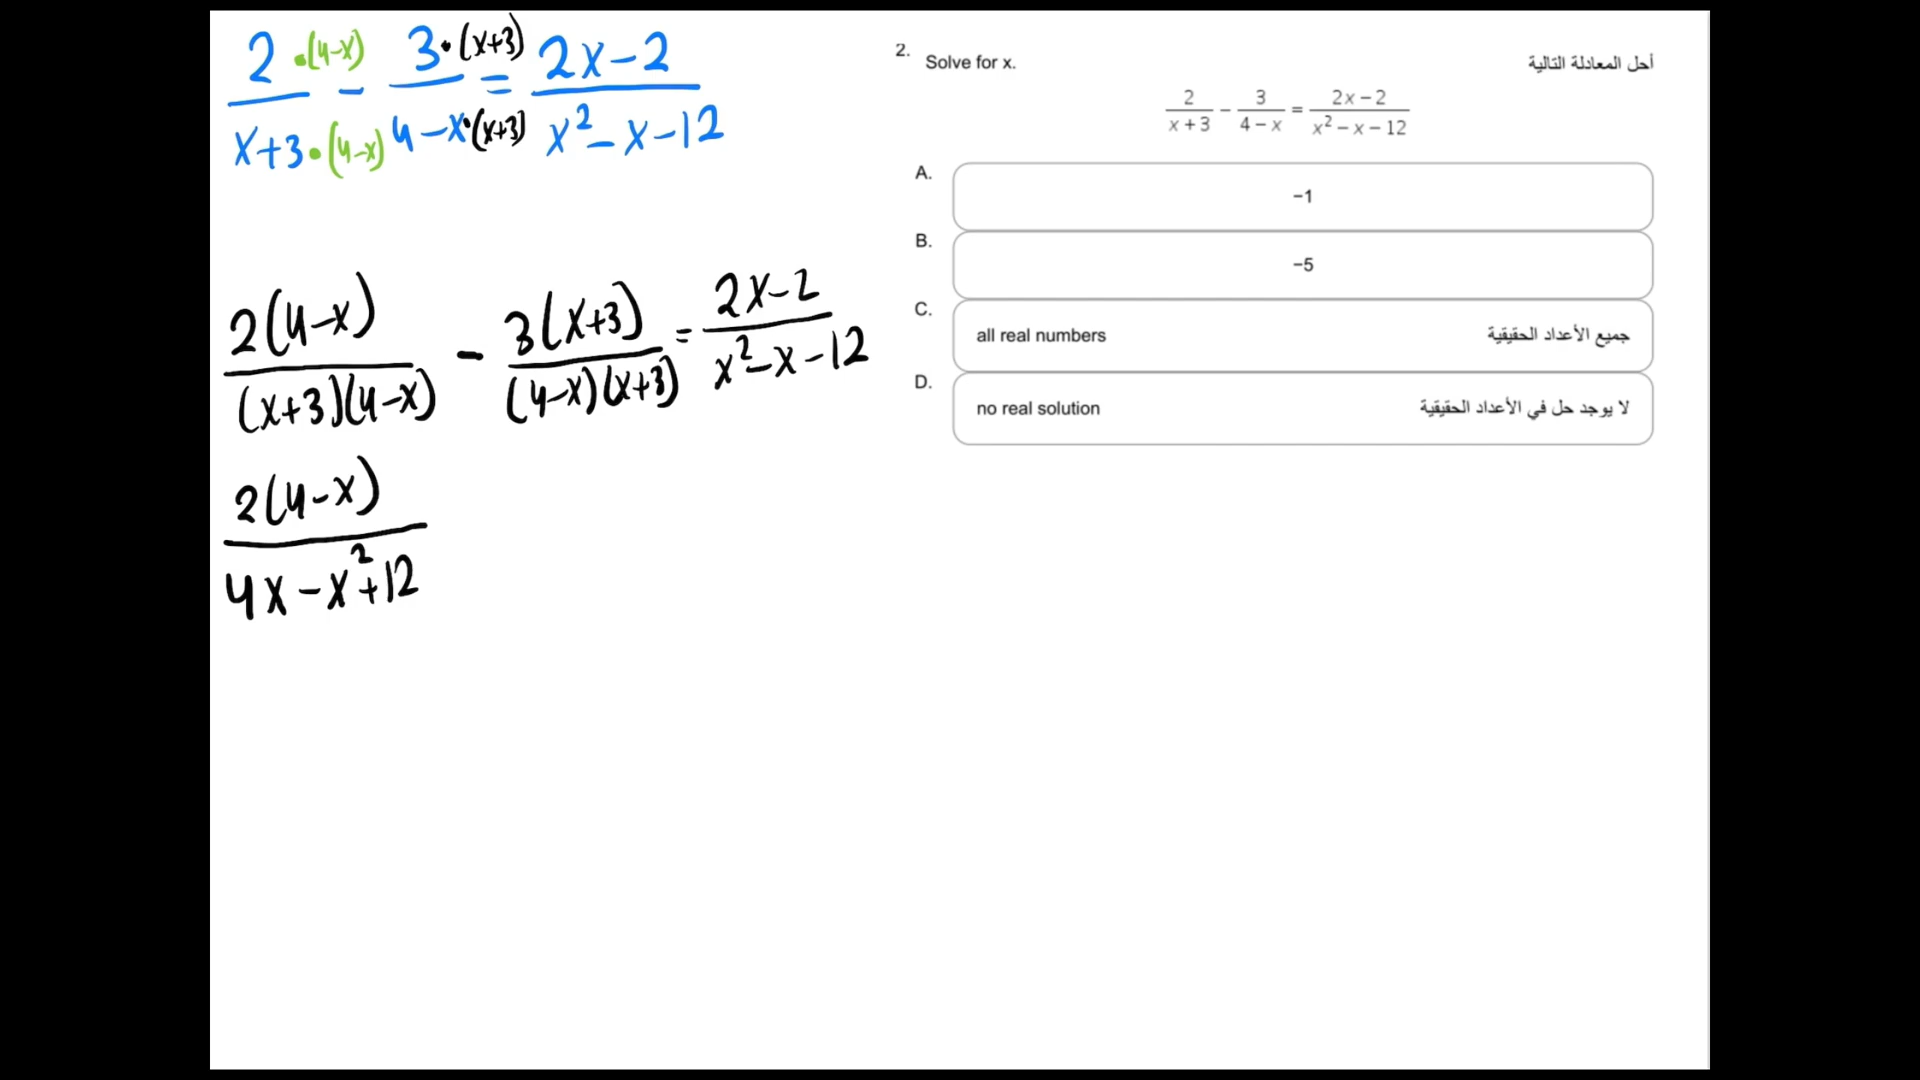 2 ·(4-x) - 3·(x+3) = 2x-2
x+3·(4-x) 4-x·(x+3) x²-x-12
2(4-x) - 3(x+3) = 2x-2
(x+3)(4-x) (4-x)(x+3) x²-x-12
2(4-x)
4x-x²+12
2. Solve for x. أحل المعادلة التالية
2/(x+3) - 3/(4-x) = (2x-2)/(x²-x-12)
A. -1
B. -5
C. all real numbers جميع الأعداد الحقيقية
D. no real solution لا يوجد حل في الأعداد الحقيقية